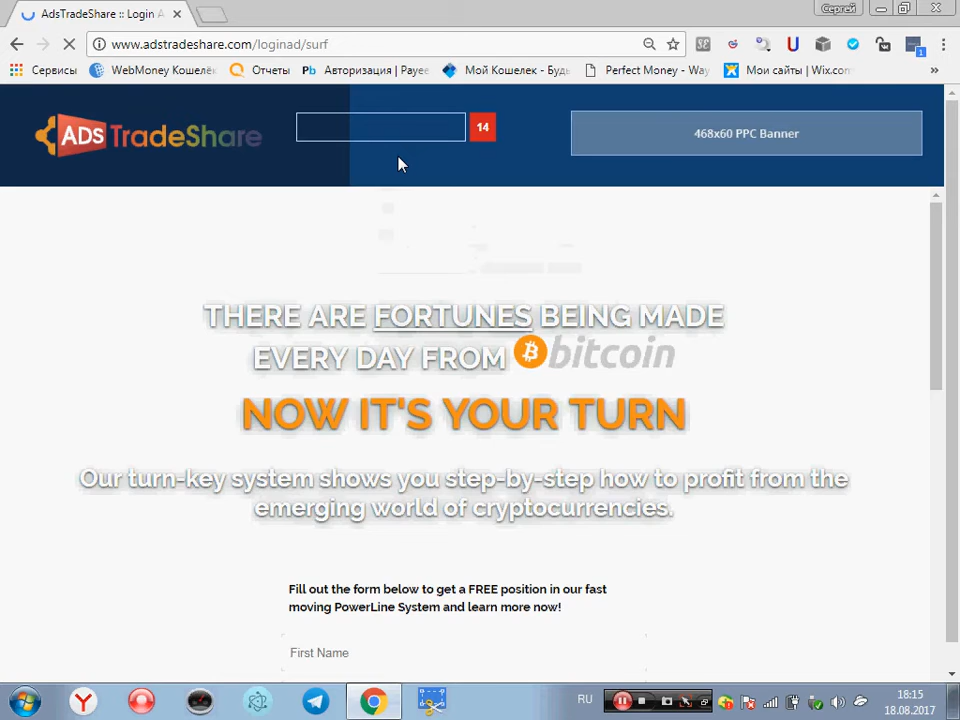 AdsTradeShare :: Login A
Сергей
www.adstradeshare.com/loginad/surf
Сервисы
WebMoney Кошелёк
Отчеты
Pb Авторизация | Payee
Мой Кошелек - Будь
Perfect Money - Way
Мои сайты | Wix.com
1
ADS TradeShare
14
468x60 PPC Banner
THERE ARE FORTUNES BEING MADE
EVERY DAY FROM bitcoin
NOW IT'S YOUR TURN
Our turn-key system shows you step-by-step how to profit from the
emerging world of cryptocurrencies.
Fill out the form below to get a FREE position in our fast
moving PowerLine System and learn more now!
First Name
RU
18:15
18.08.2017